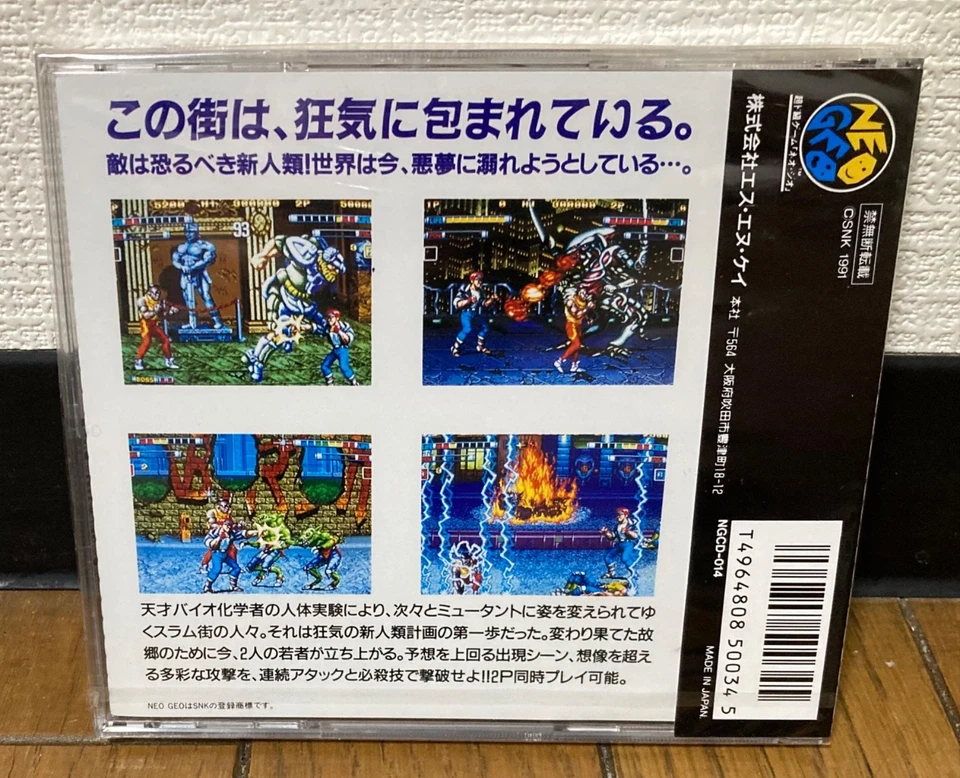 この街は、狂気に包まれている。
敵は恐るべき新人類!世界は今、悪夢に溺れようとしている…。
93
天才バイオ化学者の人体実験により、次々とミュータントに姿を変えられてゆ
くスラム街の人々。それは狂気の新人類計画の第一歩だった。変わり果てた故
郷のために今、2人の若者が立ち上がる。予想を上回る出現シーン、想像を超え
る多彩な攻撃を、連続アタックと必殺技で撃破せよ!!2P同時プレイ可能。
NEO GEOはSNKの登録商標です。
NEO
GEO
株式会社エス・エヌ・ケイ
本社 〒564 大阪府吹田市豊津町18-12
禁無断転載
©SNK 1991
NGCD-014
MADE IN JAPAN.
T4964808 50034 5